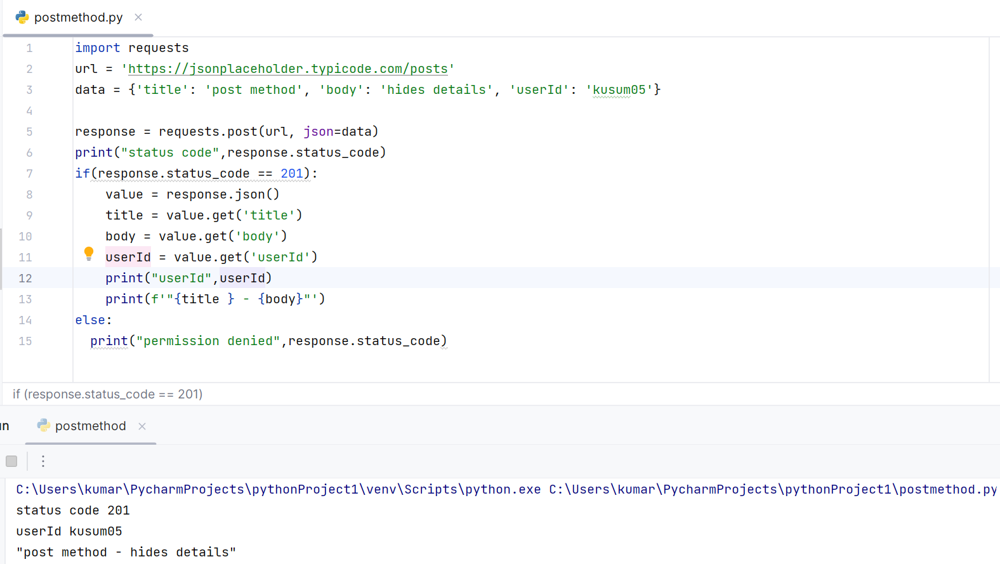 postmethod.py
1 import requests
2 url = 'https://jsonplaceholder.typicode.com/posts'
3 data = {'title': 'post method', 'body': 'hides details', 'userId': 'kusum05'}
4
5 response = requests.post(url, json=data)
6 print("status code",response.status_code)
7 if(response.status_code == 201):
8     value = response.json()
9     title = value.get('title')
10     body = value.get('body')
11     userId = value.get('userId')
12     print("userId",userId)
13     print(f'"{title } - {body}"')
14 else:
15   print("permission denied",response.status_code)
if (response.status_code == 201)
postmethod
C:\Users\kumar\PycharmProjects\pythonProject1\venv\Scripts\python.exe C:\Users\kumar\PycharmProjects\pythonProject1\postmethod.py
status code 201
userId kusum05
"post method - hides details"